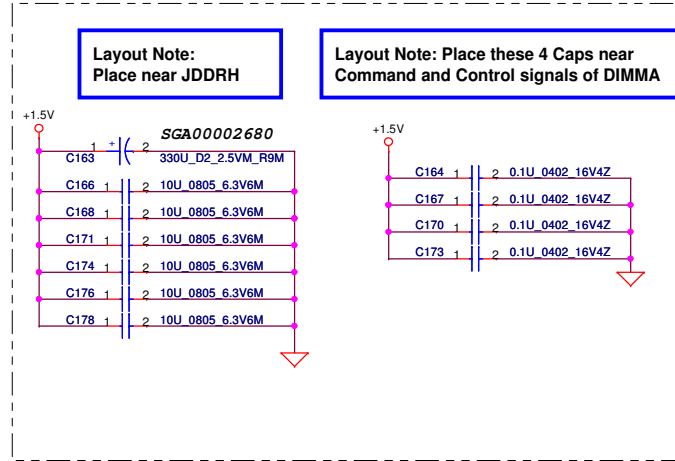 Layout Note:
Place near JDDRH
Layout Note: Place these 4 Caps near
Command and Control signals of DIMMA
+1.5V
SGA00002680
1 + 2
C163 330U_D2_2.5VM_R9M
C166 1 2 10U_0805_6.3V6M
C168 1 2 10U_0805_6.3V6M
C171 1 2 10U_0805_6.3V6M
C174 1 2 10U_0805_6.3V6M
C176 1 2 10U_0805_6.3V6M
C178 1 2 10U_0805_6.3V6M
+1.5V
C164 1 2 0.1U_0402_16V4Z
C167 1 2 0.1U_0402_16V4Z
C170 1 2 0.1U_0402_16V4Z
C173 1 2 0.1U_0402_16V4Z